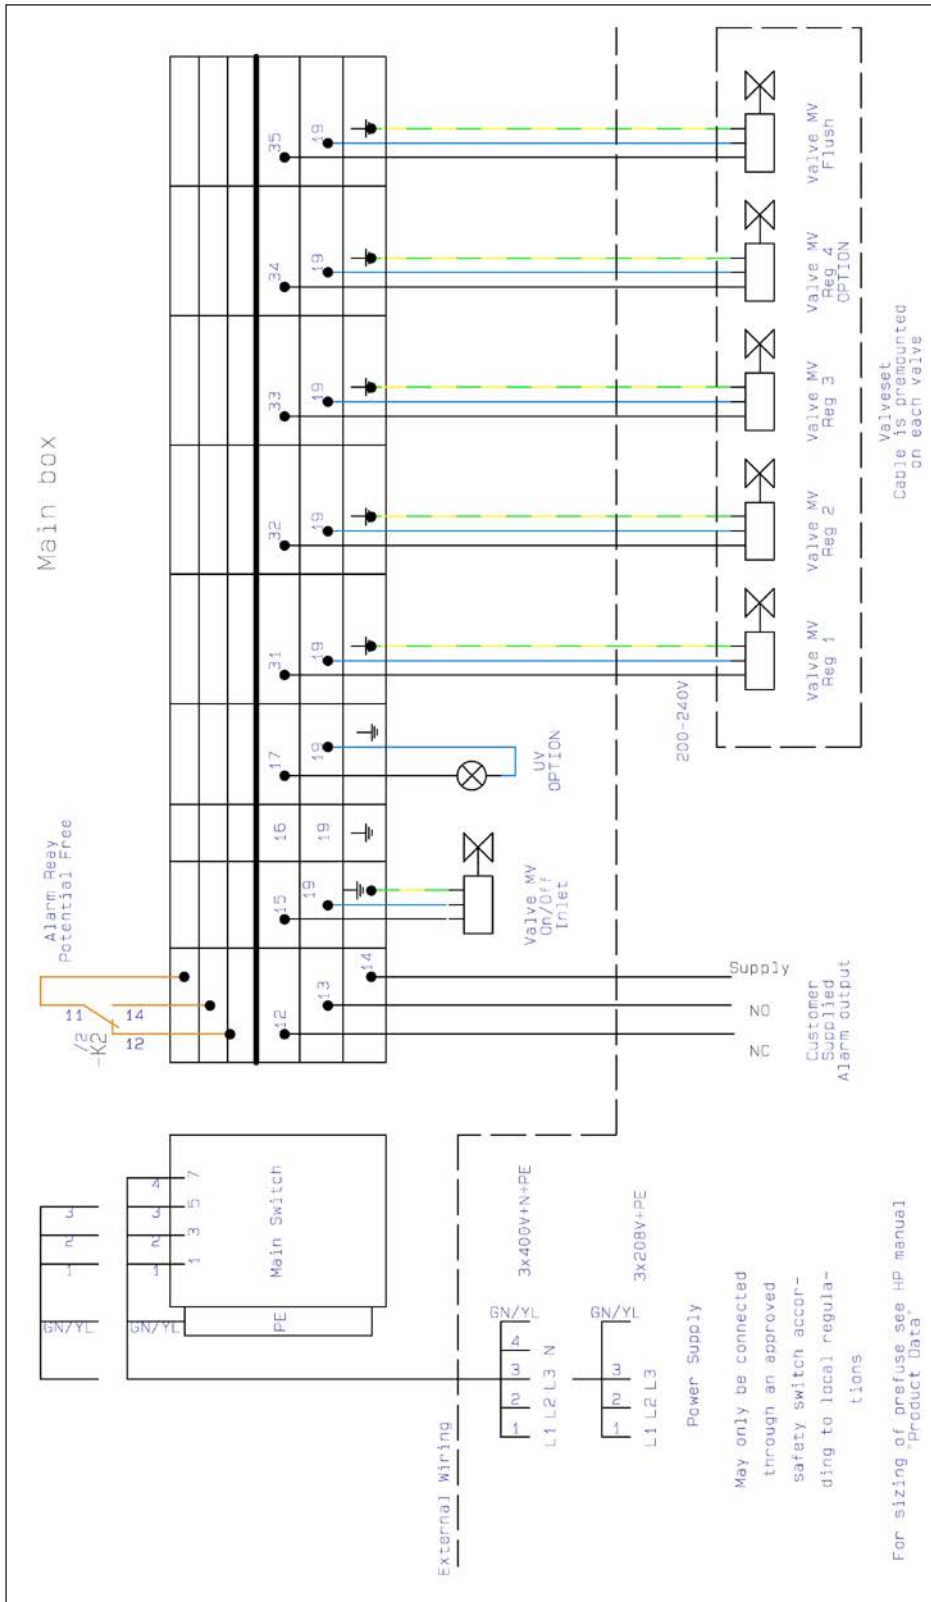 Main box
Alarm Reay
Potential Free
11
14
12
/2
-K2
12
13
14
15
19
16
19
17
19
31
19
32
19
33
19
34
19
35
19
GN/YL
1
2
3
GN/YL
1
2
3
4
1
3
5
7
PE
Main Switch
Valve MV
On/Off
Inlet
UV
OPTION
External Wiring
GN/YL
1
2
3
4
L1 L2 L3 N
3x400V+N+PE
GN/YL
1
2
3
L1 L2 L3
3x208V+PE
Power Supply
May only be connected
through an approved
safety switch accor-
ding to local regula-
tions
For sizing of prefuse see HP manual
"Product Data"
NC
NO
Supply
Customer
Supplied
Alarm output
200-240V
Valve MV
Reg 1
Valve MV
Reg 2
Valve MV
Reg 3
Valve MV
Reg 4
OPTION
Valve MV
Flush
Valveset
Cable is premounted
on each valve